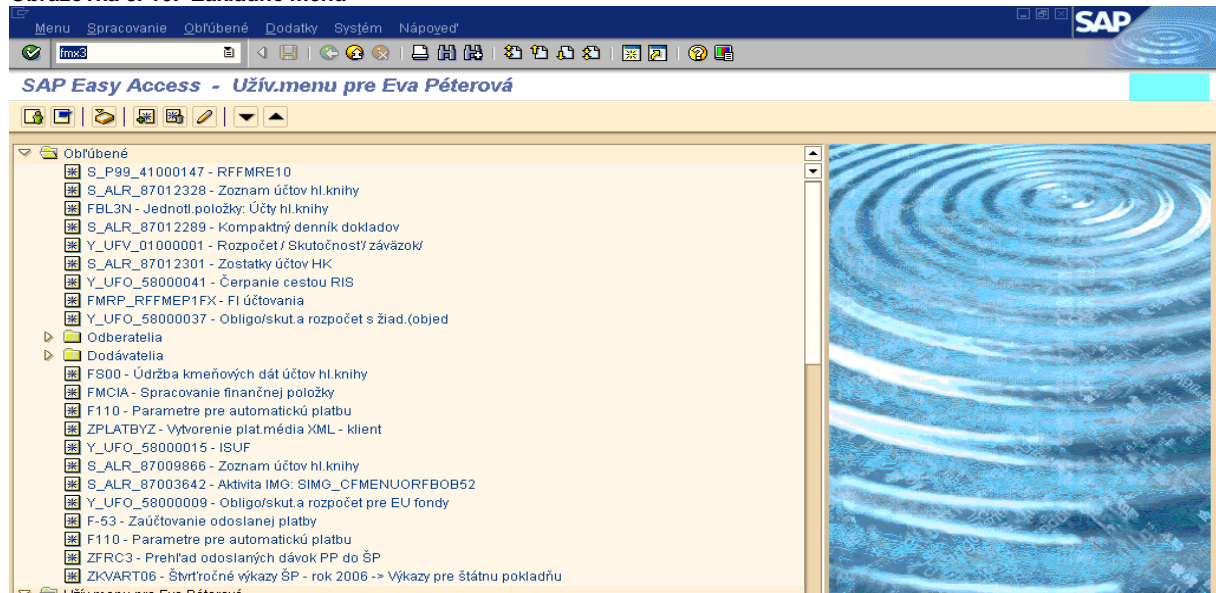 Menu Spracovanie Obľúbené Dodatky Systém Nápoveď
SAP
fmx3
SAP Easy Access - Užív.menu pre Eva Péterová
Obľúbené
S_P99_41000147 - RFFMRE10
S_ALR_87012328 - Zoznam účtov hl.knihy
FBL3N - Jednotl.položky: Účty hl.knihy
S_ALR_87012289 - Kompaktný denník dokladov
Y_UFV_01000001 - Rozpočet / Skutočnosť/ záväzok/
S_ALR_87012301 - Zostatky účtov HK
Y_UFO_58000041 - Čerpanie cestou RIS
FMRP_RFFMEP1FX - FI účtovania
Y_UFO_58000037 - Obligo/skut.a rozpočet s žiad.(objed
Odberatelia
Dodávatelia
FS00 - Údržba kmeňových dát účtov hl.knihy
FMCIA - Spracovanie finančnej položky
F110 - Parametre pre automatickú platbu
ZPLATBYZ - Vytvorenie plat.média XML - klient
Y_UFO_58000015 - ISUF
S_ALR_87009866 - Zoznam účtov hl.knihy
S_ALR_87003642 - Aktivita IMG: SIMG_CFMENUORFBOB52
Y_UFO_58000009 - Obligo/skut.a rozpočet pre EU fondy
F-53 - Zaúčtovanie odoslanej platby
F110 - Parametre pre automatickú platbu
ZFRC3 - Prehľad odoslaných dávok PP do ŠP
ZKVART06 - Štvrťročné výkazy ŠP - rok 2006 -> Výkazy pre štátnu pokladňu
Užív.menu pre Eva Péterová